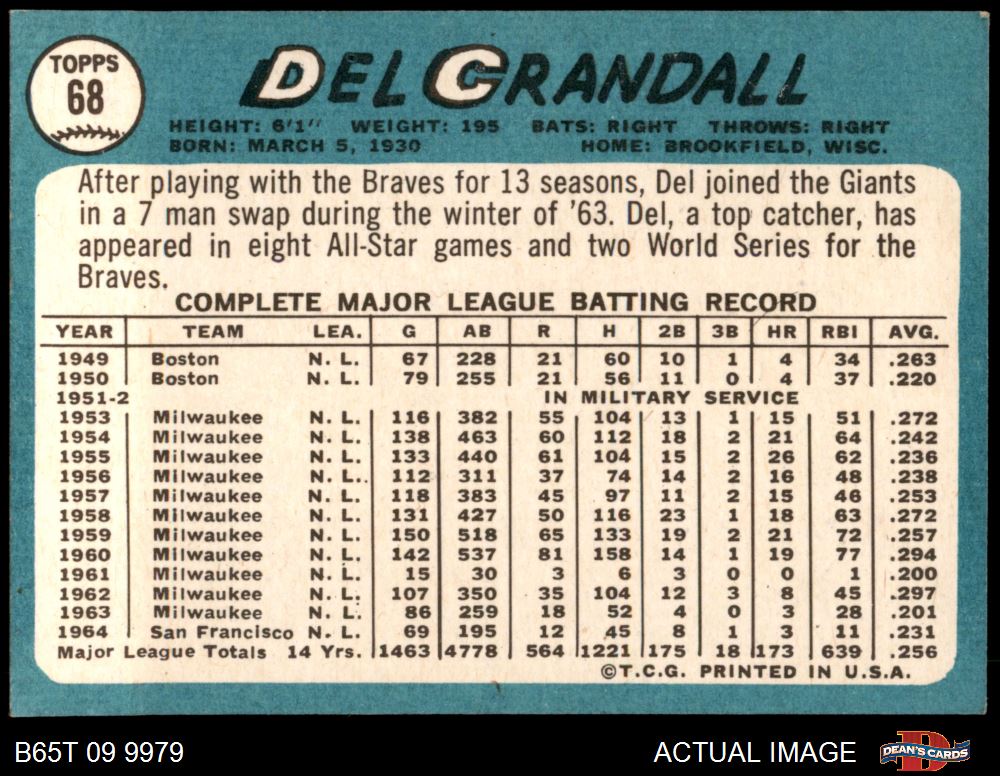 TOPPS
68
DEL CRANDALL
HEIGHT: 6'1" WEIGHT: 195 BATS: RIGHT THROWS: RIGHT
BORN: MARCH 5, 1930 HOME: BROOKFIELD, WISC.
After playing with the Braves for 13 seasons, Del joined the Giants
in a 7 man swap during the winter of '63. Del, a top catcher, has
appeared in eight All-Star games and two World Series for the
Braves.
COMPLETE MAJOR LEAGUE BATTING RECORD
YEAR TEAM LEA. G AB R H 2B 3B HR RBI AVG.
1949 Boston N. L. 67 228 21 60 10 1 4 34 .263
1950 Boston N. L. 79 255 21 56 11 0 4 37 .220
1951-2 IN MILITARY SERVICE
1953 Milwaukee N. L. 116 382 55 104 13 1 15 51 .272
1954 Milwaukee N. L. 138 463 60 112 18 2 21 64 .242
1955 Milwaukee N. L. 133 440 61 104 15 2 26 62 .236
1956 Milwaukee N. L.. 112 311 37 74 14 2 16 48 .238
1957 Milwaukee N. L. 118 383 45 97 11 2 15 46 .253
1958 Milwaukee N. L. 131 427 50 116 23 1 18 63 .272
1959 Milwaukee N. L. 150 518 65 133 19 2 21 72 .257
1960 Milwaukee N. L. 142 537 81 158 14 1 19 77 .294
1961 Milwaukee N. L. 15 30 3 6 3 0 0 1 .200
1962 Milwaukee N. L. 107 350 35 104 12 3 8 45 .297
1963 Milwaukee N. L. 86 259 18 52 4 0 3 28 .201
1964 San Francisco N. L. 69 195 12 45 8 1 3 11 .231
Major League Totals 14 Yrs. 1463 4778 564 1221 175 18 173 639 .256
©T.C.G. PRINTED IN U.S.A.
B65T 09 9979 ACTUAL IMAGE DEAN'S CARDS